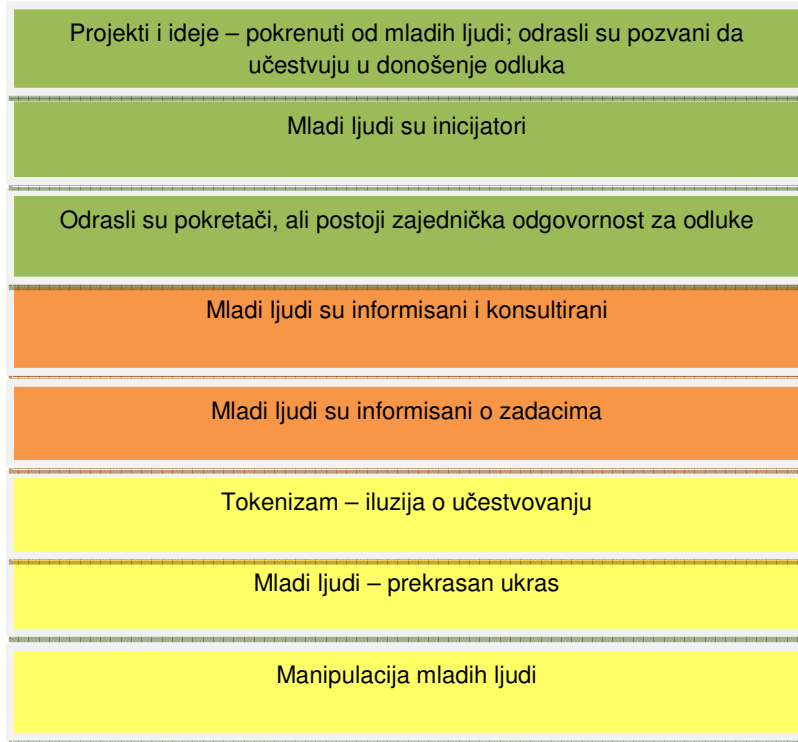 Projekti i ideje – pokrenuti od mladih ljudi; odrasli su pozvani da
učestvuju u donošenje odluka
Mladi ljudi su inicijatori
Odrasli su pokretači, ali postoji zajednička odgovornost za odluke
Mladi ljudi su informisani i konsultirani
Mladi ljudi su informisani o zadacima
Tokenizam – iluzija o učestvovanju
Mladi ljudi – prekrasan ukras
Manipulacija mladih ljudi